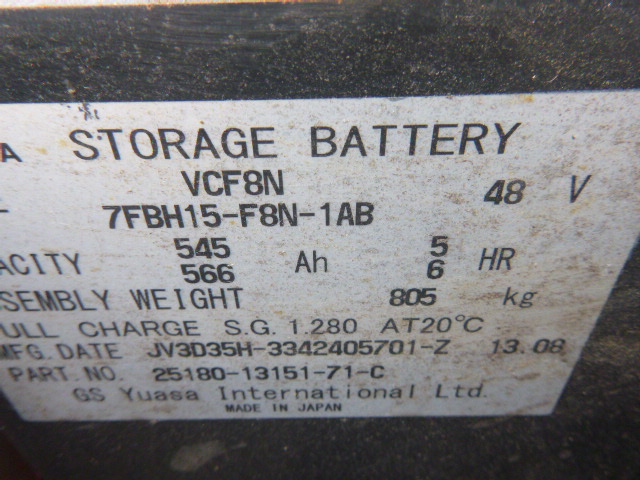 A STORAGE BATTERY
VCF8N 48 V
7FBH15-F8N-1AB
545 5
ACITY Ah HR
566 6
SEMBLY WEIGHT 805 kg
ULL CHARGE S.G. 1.280 AT20°C
MFG. DATE JV3D35H-3342405701-Z 13.08
PART NO. 25180-13151-71-C
GS Yuasa International Ltd.
MADE IN JAPAN